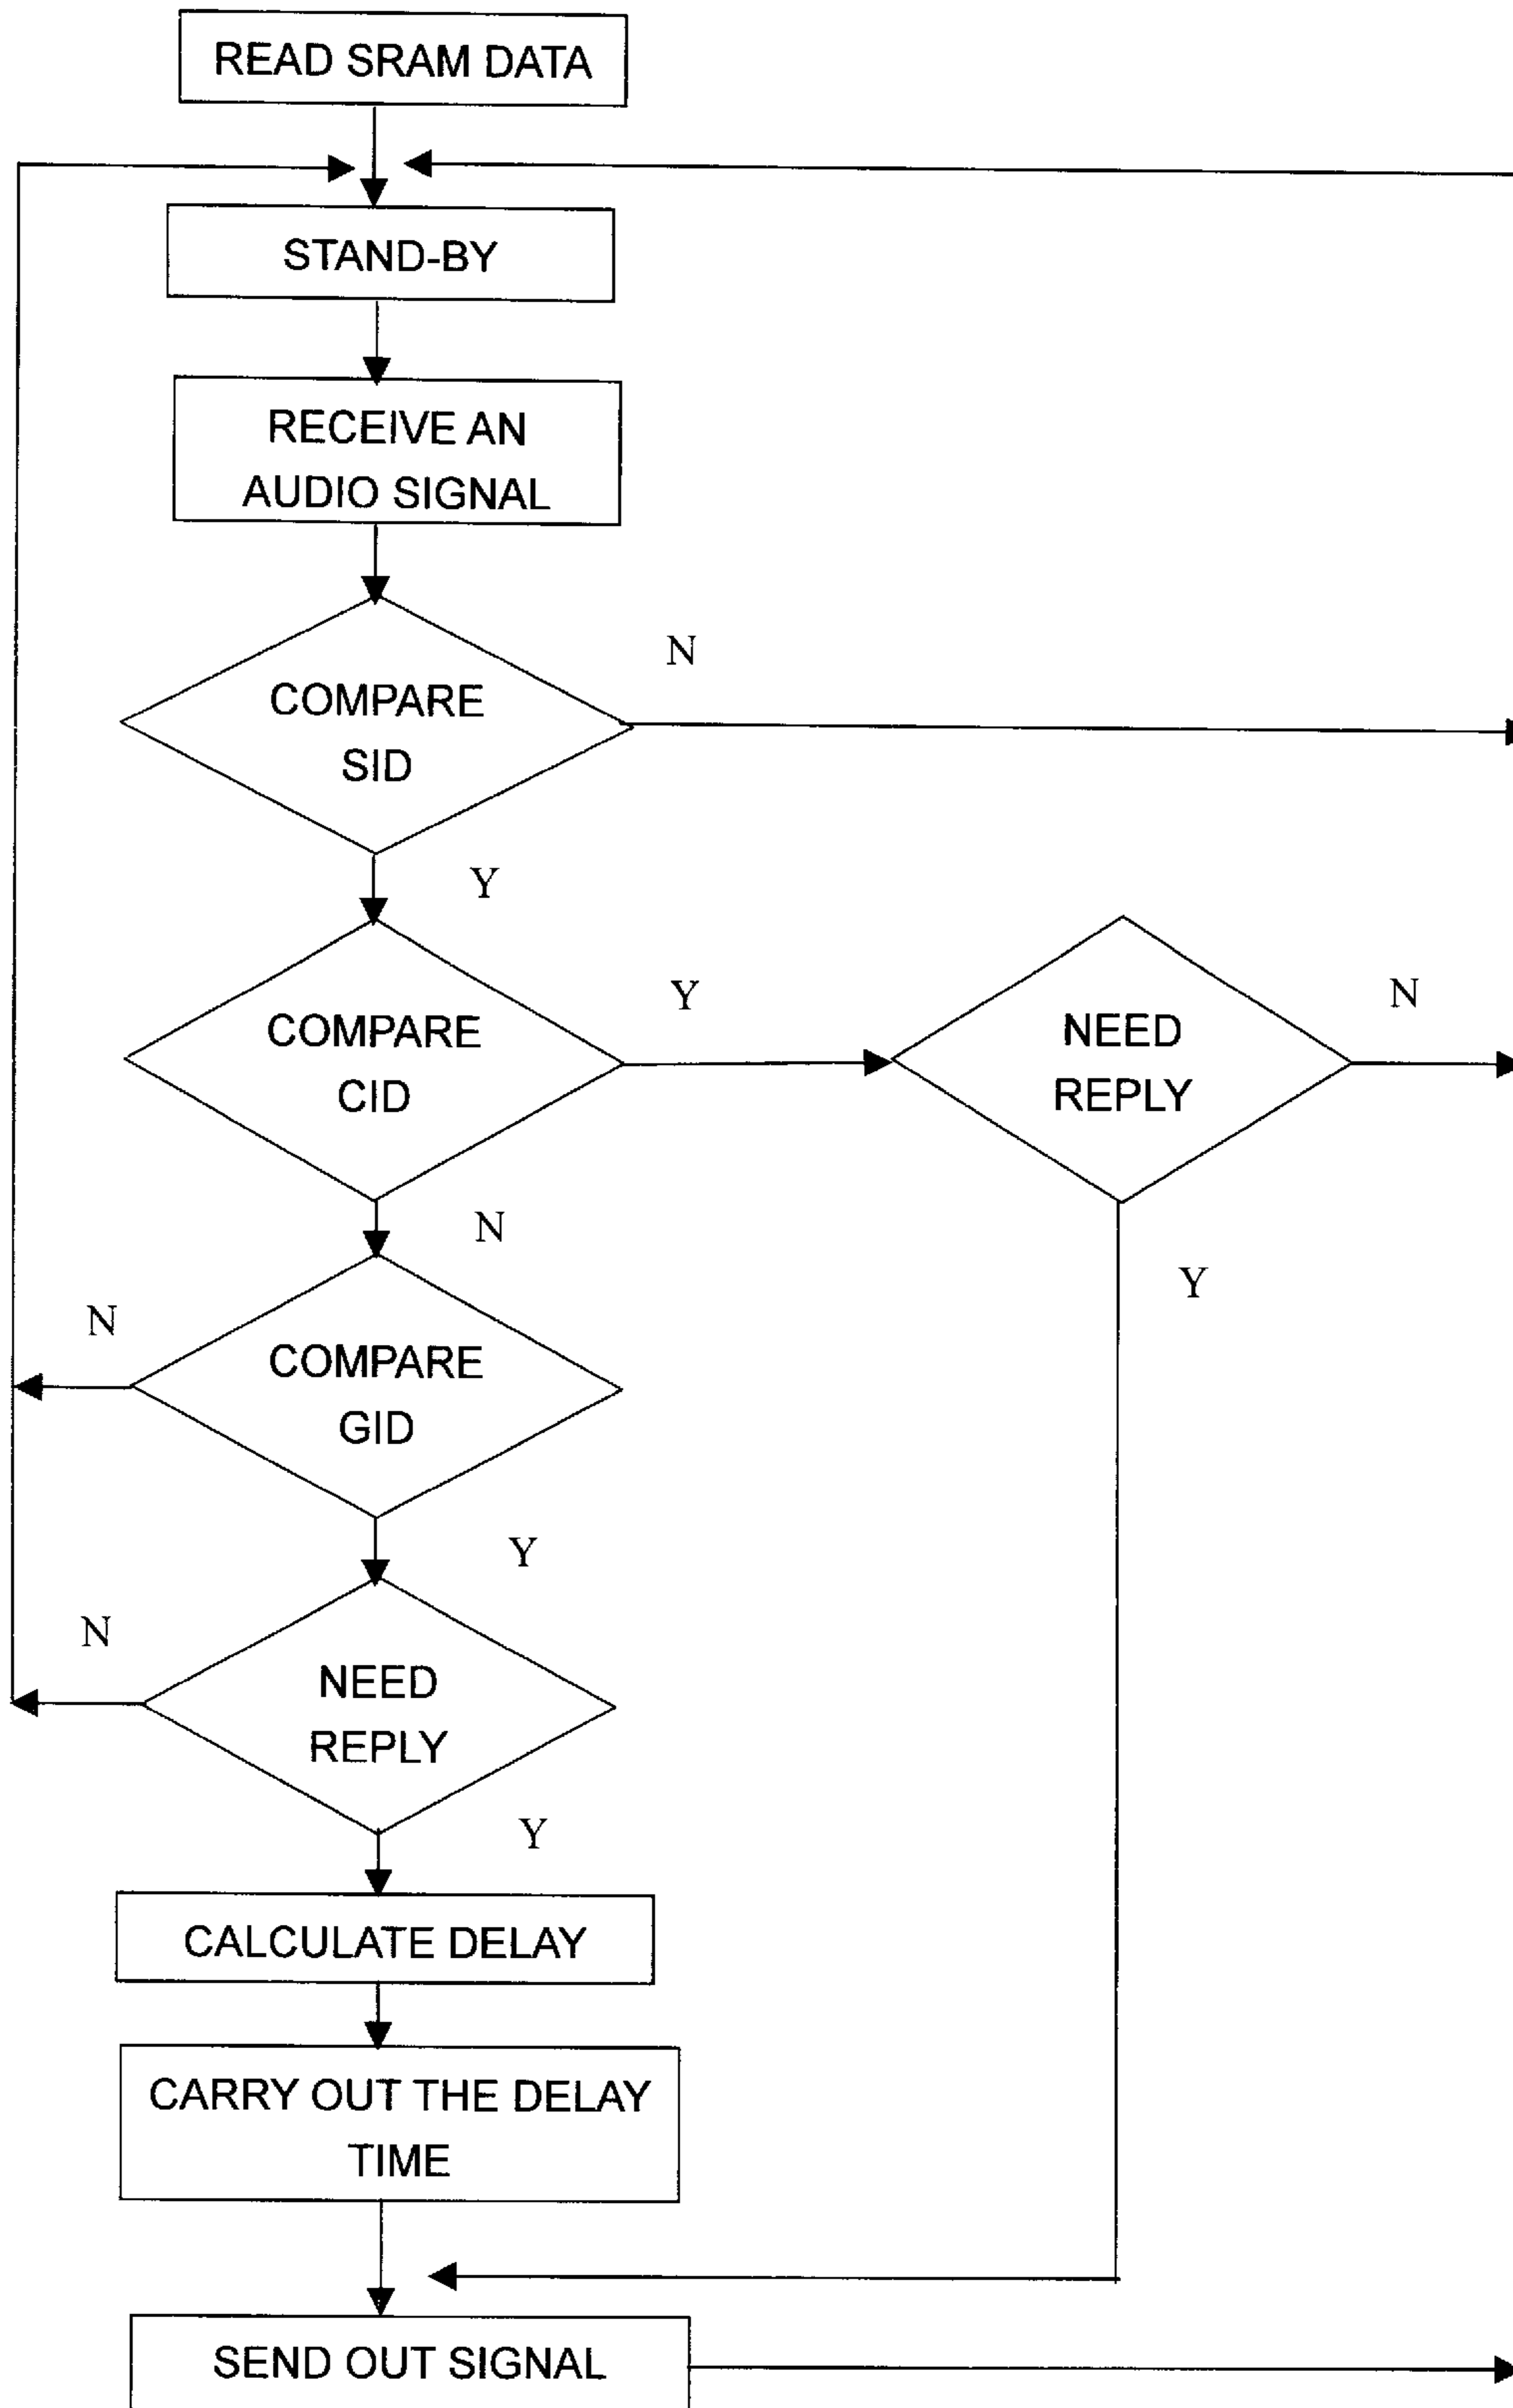 READ SRAM DATA
STAND-BY
RECEIVE AN
AUDIO SIGNAL
N
COMPARE
SID
Y
COMPARE
CID
Y
NEED
REPLY
N
N
Y
N
COMPARE
GID
Y
N
NEED
REPLY
Y
CALCULATE DELAY
CARRY OUT THE DELAY
TIME
SEND OUT SIGNAL